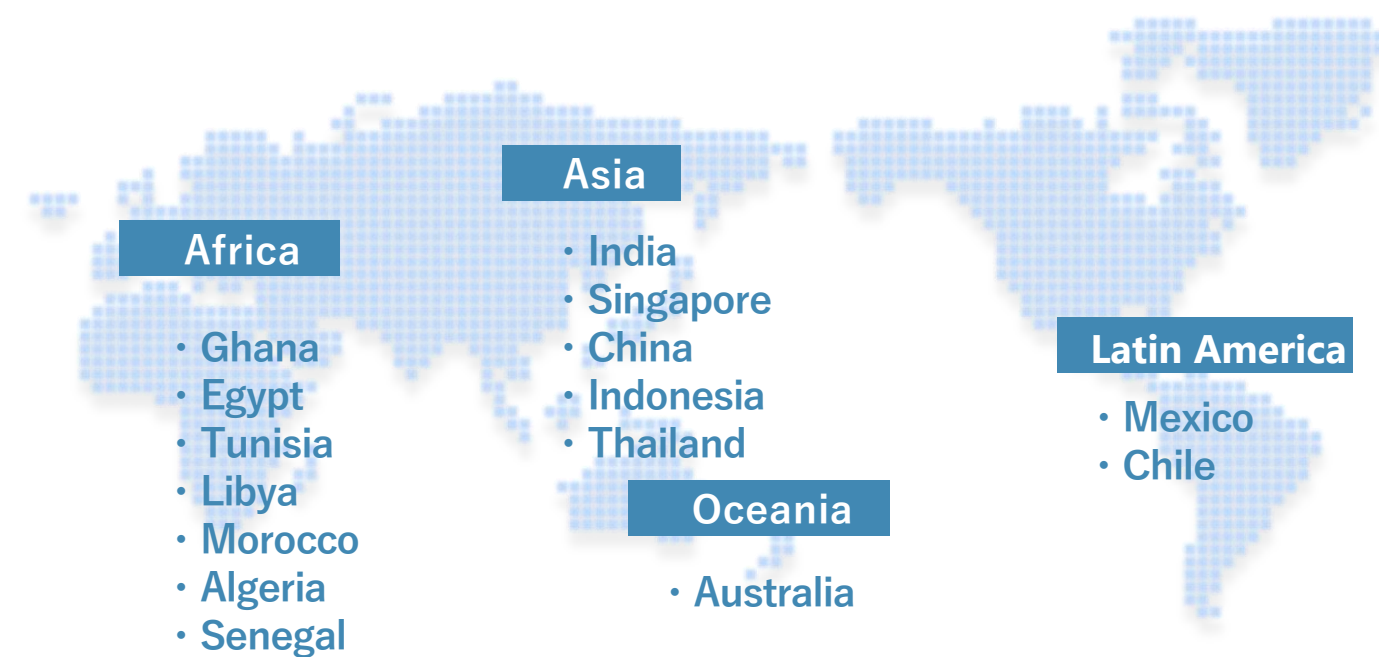 Asia
・India
・Singapore
・China
・Indonesia
・Thailand
Africa
・Ghana
・Egypt
・Tunisia
・Libya
・Morocco
・Algeria
・Senegal
Oceania
・Australia
Latin America
・Mexico
・Chile